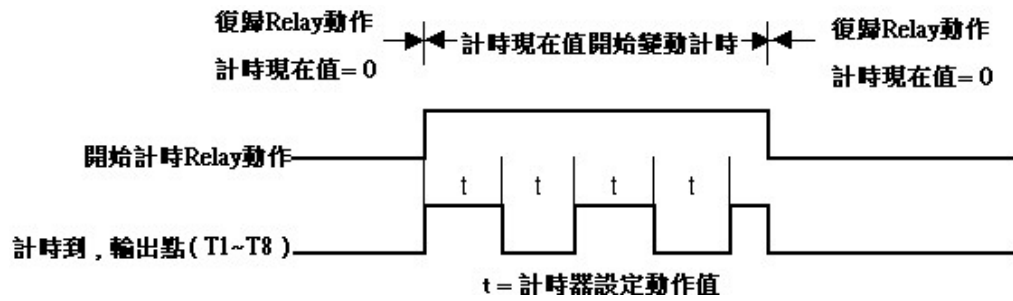 復歸Relay動作
計時現在值= 0
計時現在值開始變動計時
復歸Relay動作
計時現在值= 0
開始計時Relay動作
t
t
t
t
計時到 , 輸出點( T1~T8 )
t = 計時器設定動作值